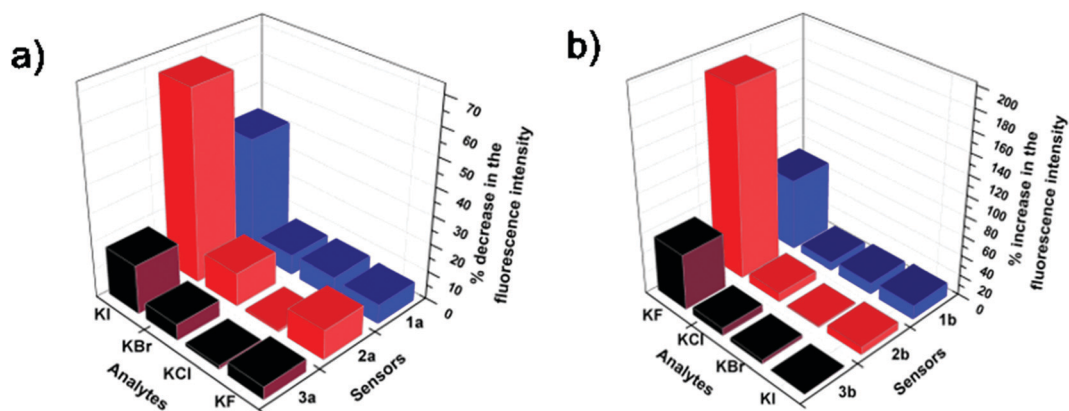 a)
70
60
50
40
30
20
10
0
% decrease in the
fluorescence intensity
KI
KBr
KCl
KF
Analytes
1a
2a
3a
Sensors
b)
200
180
160
140
120
100
80
60
40
20
0
% increase in the
fluorescence intensity
KF
KCl
KBr
KI
Analytes
1b
2b
3b
Sensors